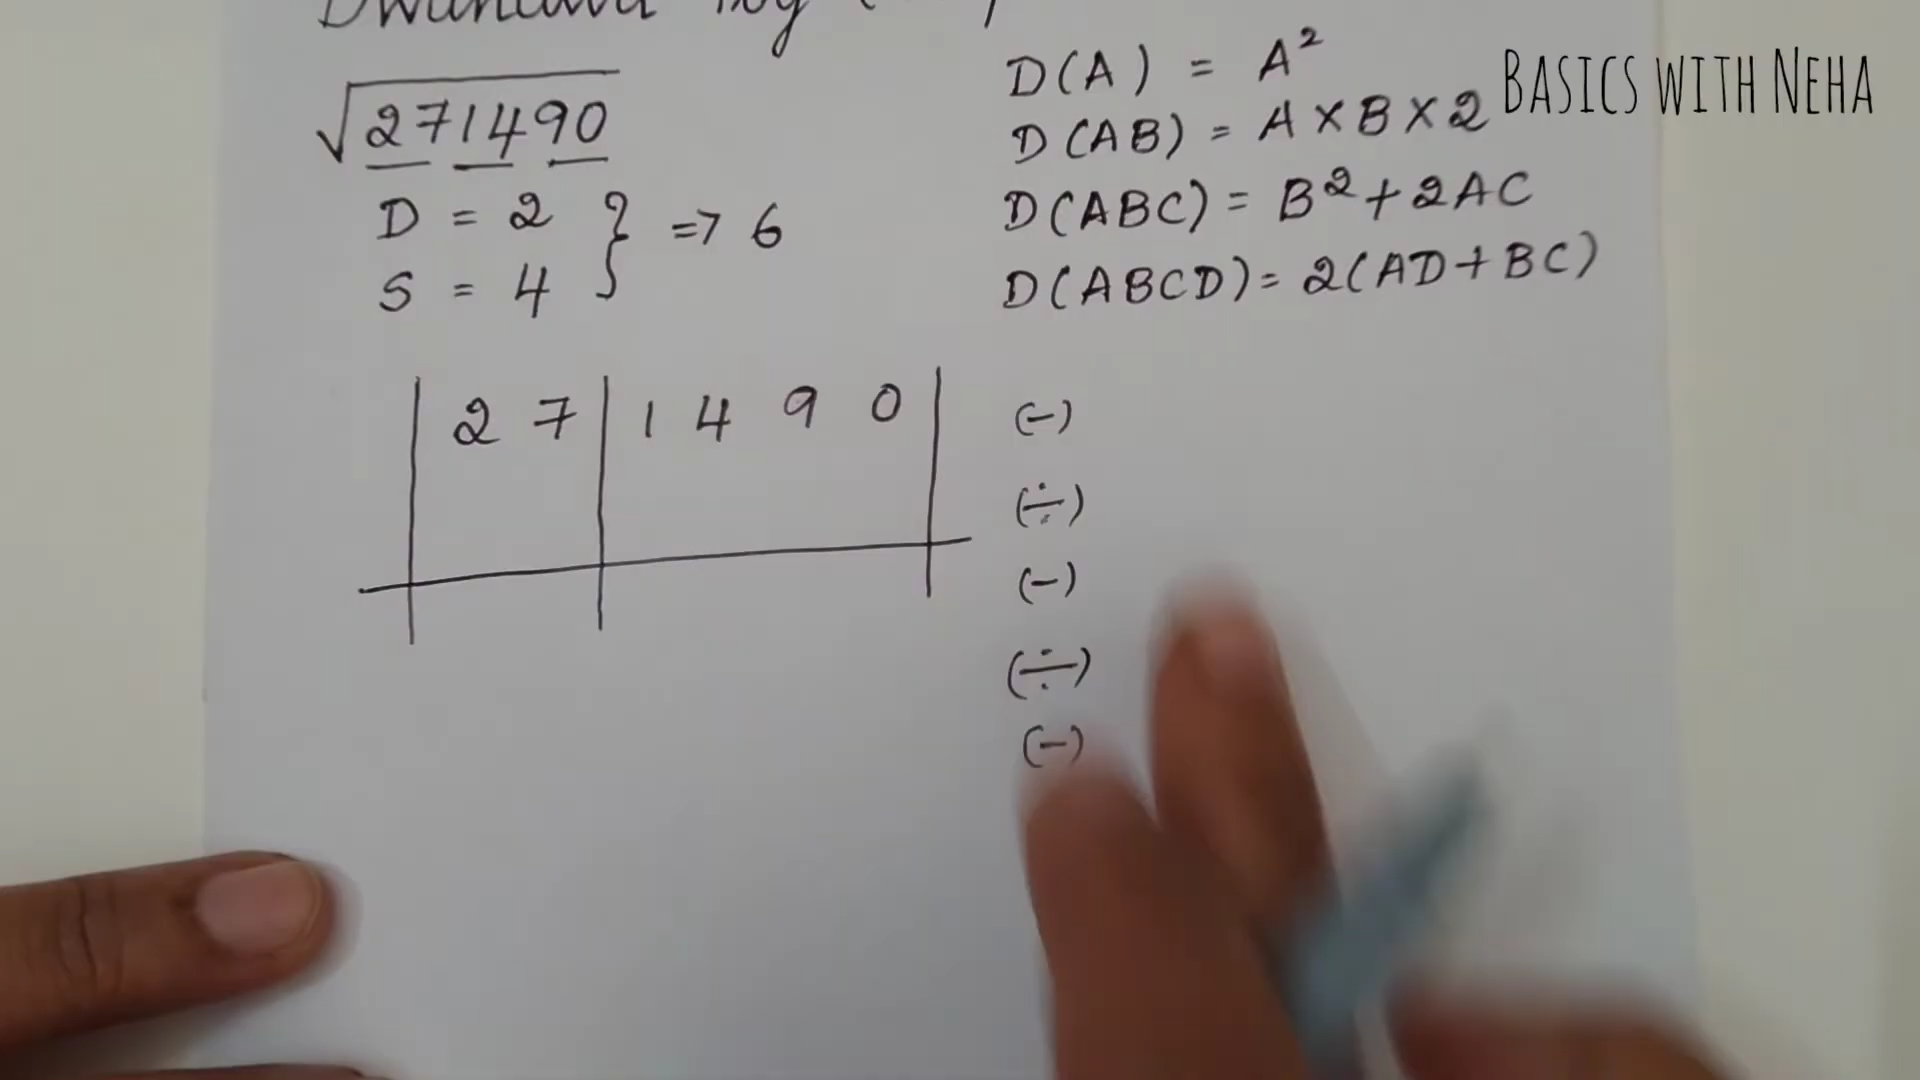 √271490
D = 2
S = 4 } => 6
D(A) = A²
D(AB) = A×B×2
D(ABC) = B²+2AC
D(ABCD) = 2(AD+BC)
BASICS WITH NEHA
2 7 | 1 4 9 0
(-)
(÷)
(-)
(÷)
(-)